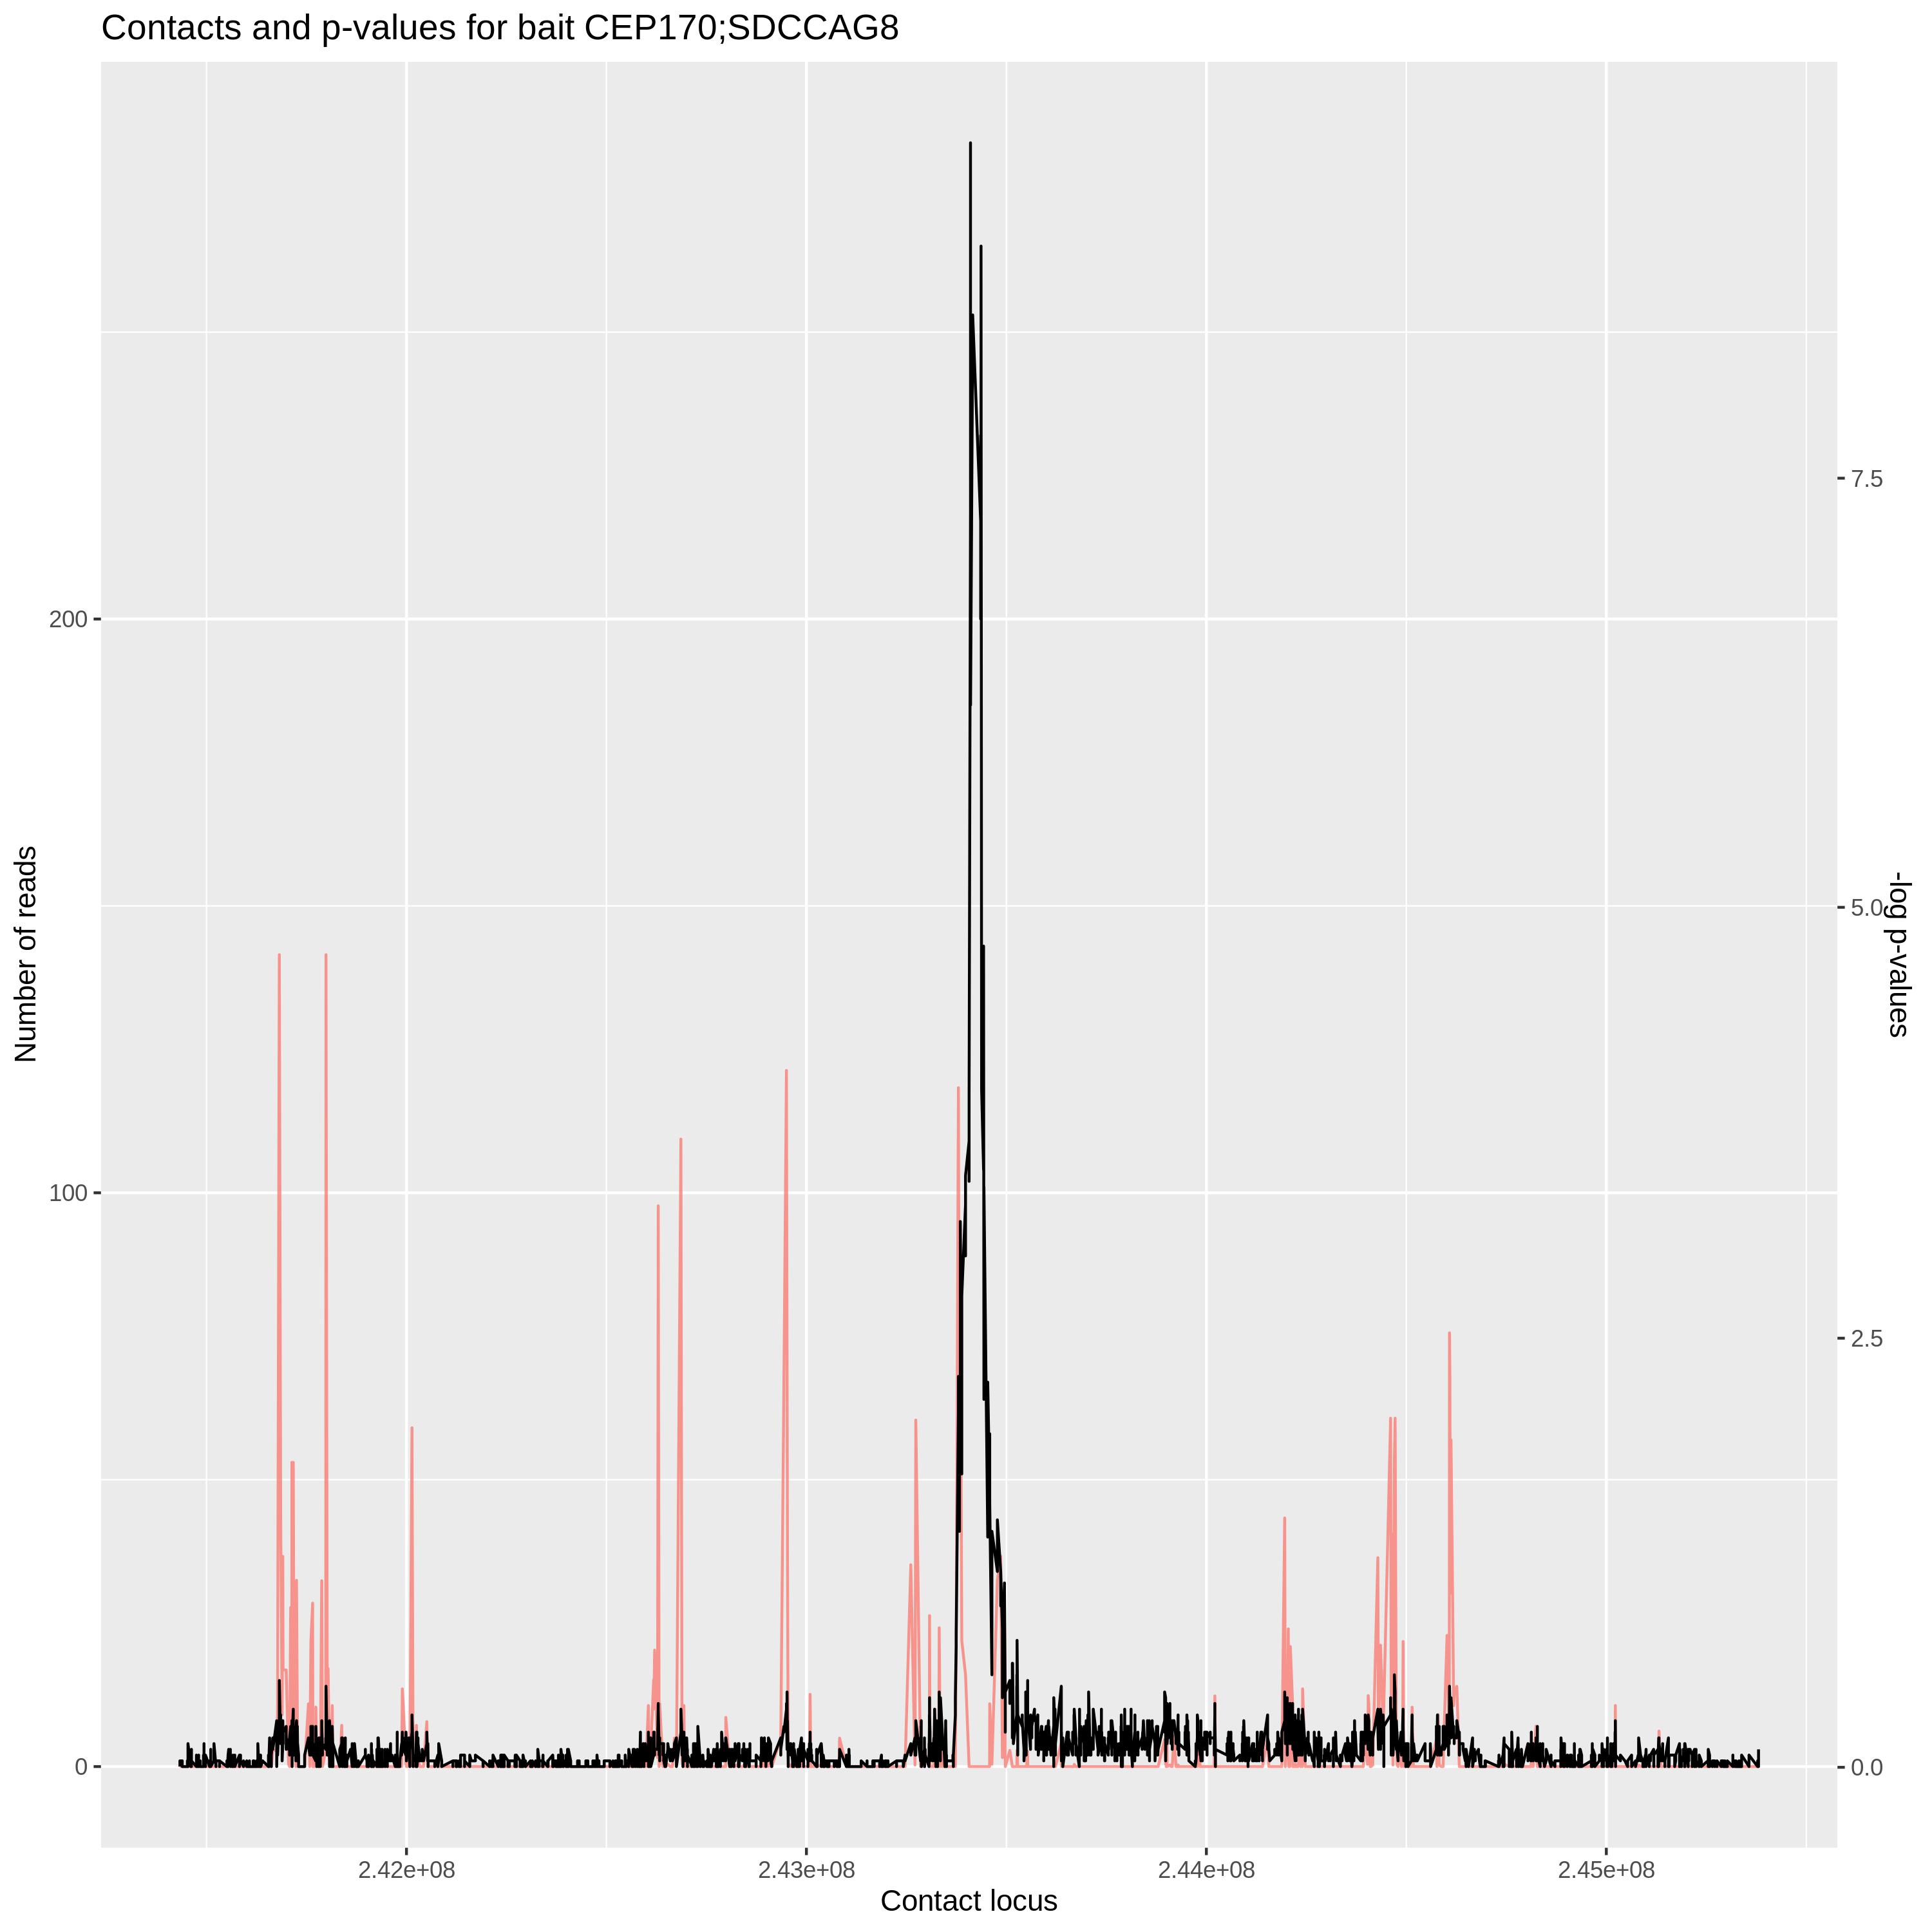 Contacts and p-values for bait CEP170;SDCCAG8
Number of reads
200
100
0
7.5
5.0
2.5
0.0
-log p-values
2.42e+08
2.43e+08
2.44e+08
2.45e+08
Contact locus